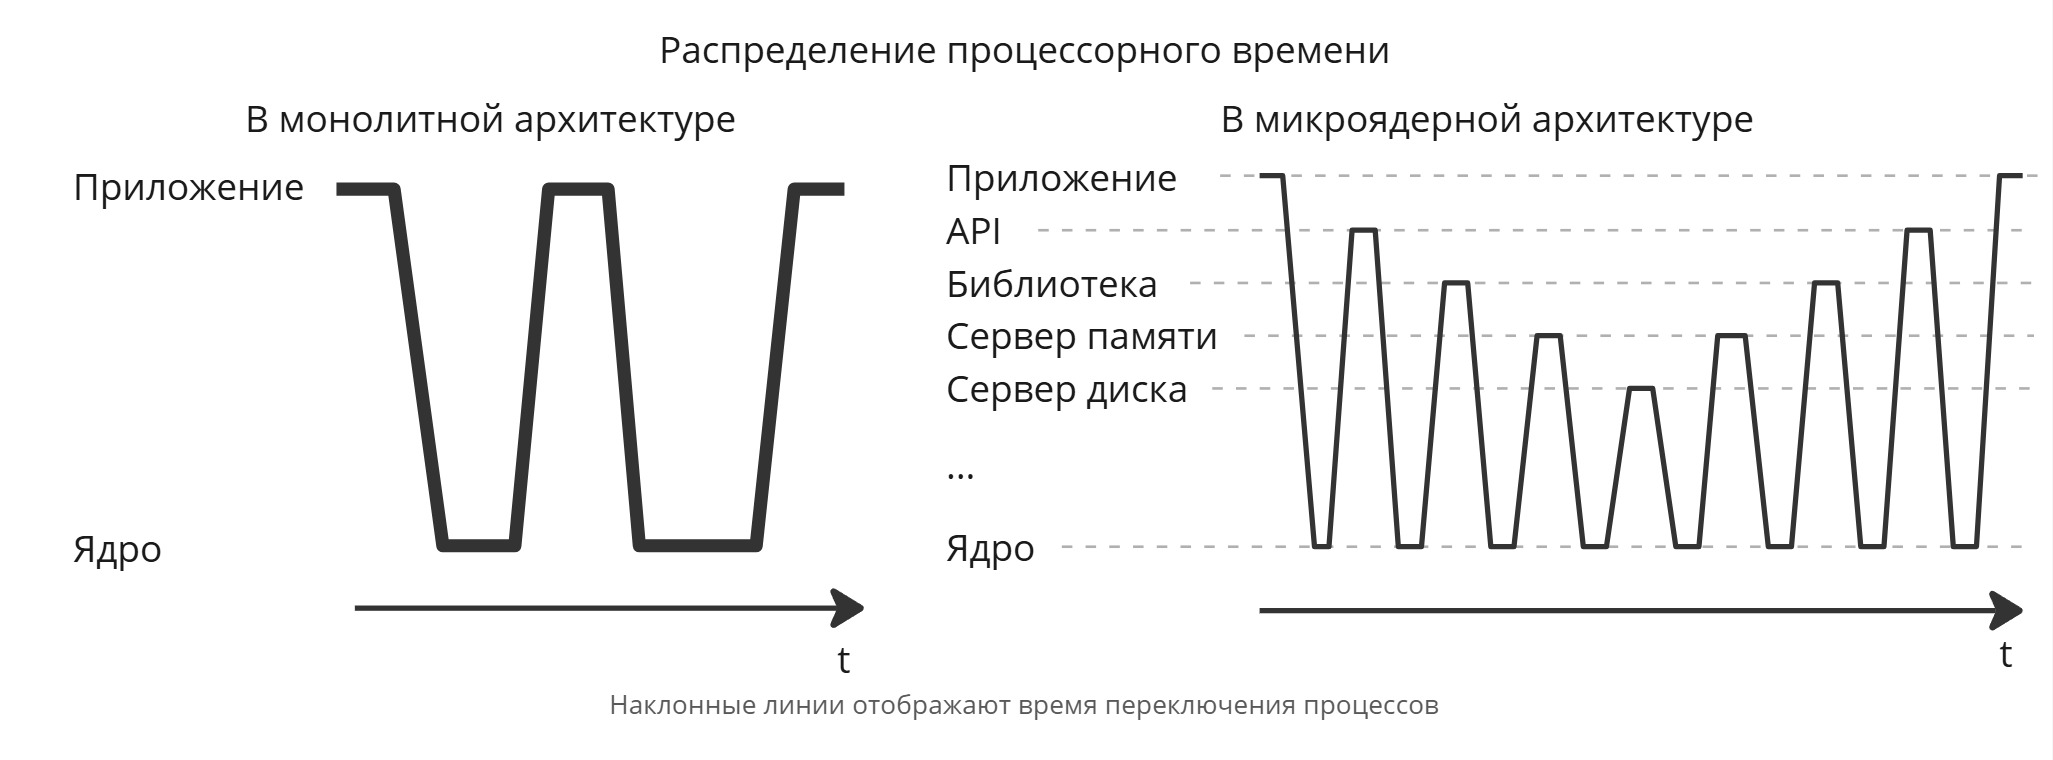 Распределение процессорного времени
В монолитной архитектуре
Приложение
Ядро
t
В микроядерной архитектуре
Приложение
API
Библиотека
Сервер памяти
Сервер диска
...
Ядро
t
Наклонные линии отображают время переключения процессов